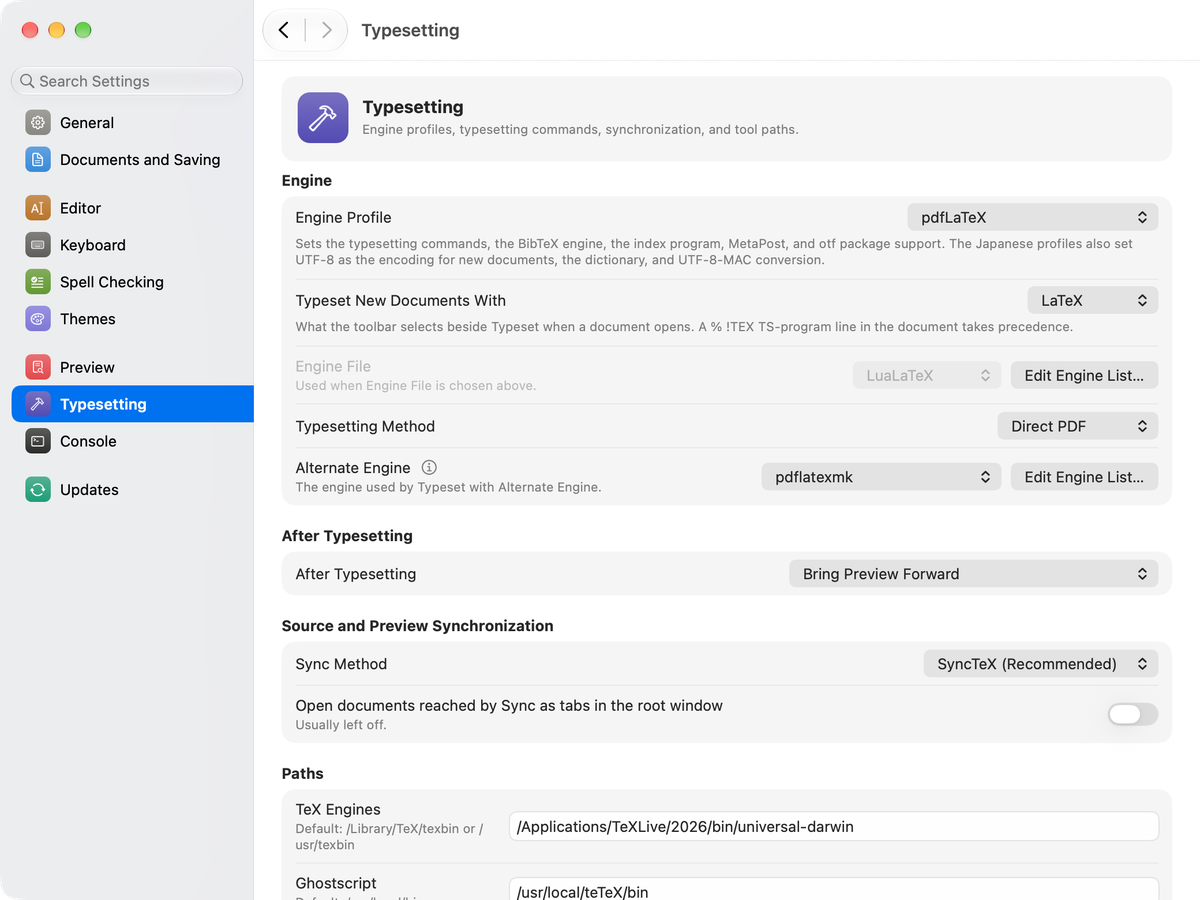 Typesetting
Search Settings
General
Documents and Saving
Editor
Keyboard
Spell Checking
Themes
Preview
Typesetting
Console
Updates
Typesetting
Engine profiles, typesetting commands, synchronization, and tool paths.
Engine
Engine Profile
pdfLaTeX
Sets the typesetting commands, the BibTeX engine, the index program, MetaPost, and otf package support. The Japanese profiles also set
UTF-8 as the encoding for new documents, the dictionary, and UTF-8-MAC conversion.
Typeset New Documents With
LaTeX
What the toolbar selects beside Typeset when a document opens. A % !TEX TS-program line in the document takes precedence.
Engine File
Used when Engine File is chosen above.
LuaLaTeX
Edit Engine List...
Typesetting Method
Direct PDF
Alternate Engine
The engine used by Typeset with Alternate Engine.
pdflatexmk
Edit Engine List...
After Typesetting
After Typesetting
Bring Preview Forward
Source and Preview Synchronization
Sync Method
SyncTeX (Recommended)
Open documents reached by Sync as tabs in the root window
Usually left off.
Paths
TeX Engines
Default: /Library/TeX/texbin or /
usr/texbin
/Applications/TeXLive/2026/bin/universal-darwin
Ghostscript
/usr/local/teTeX/bin